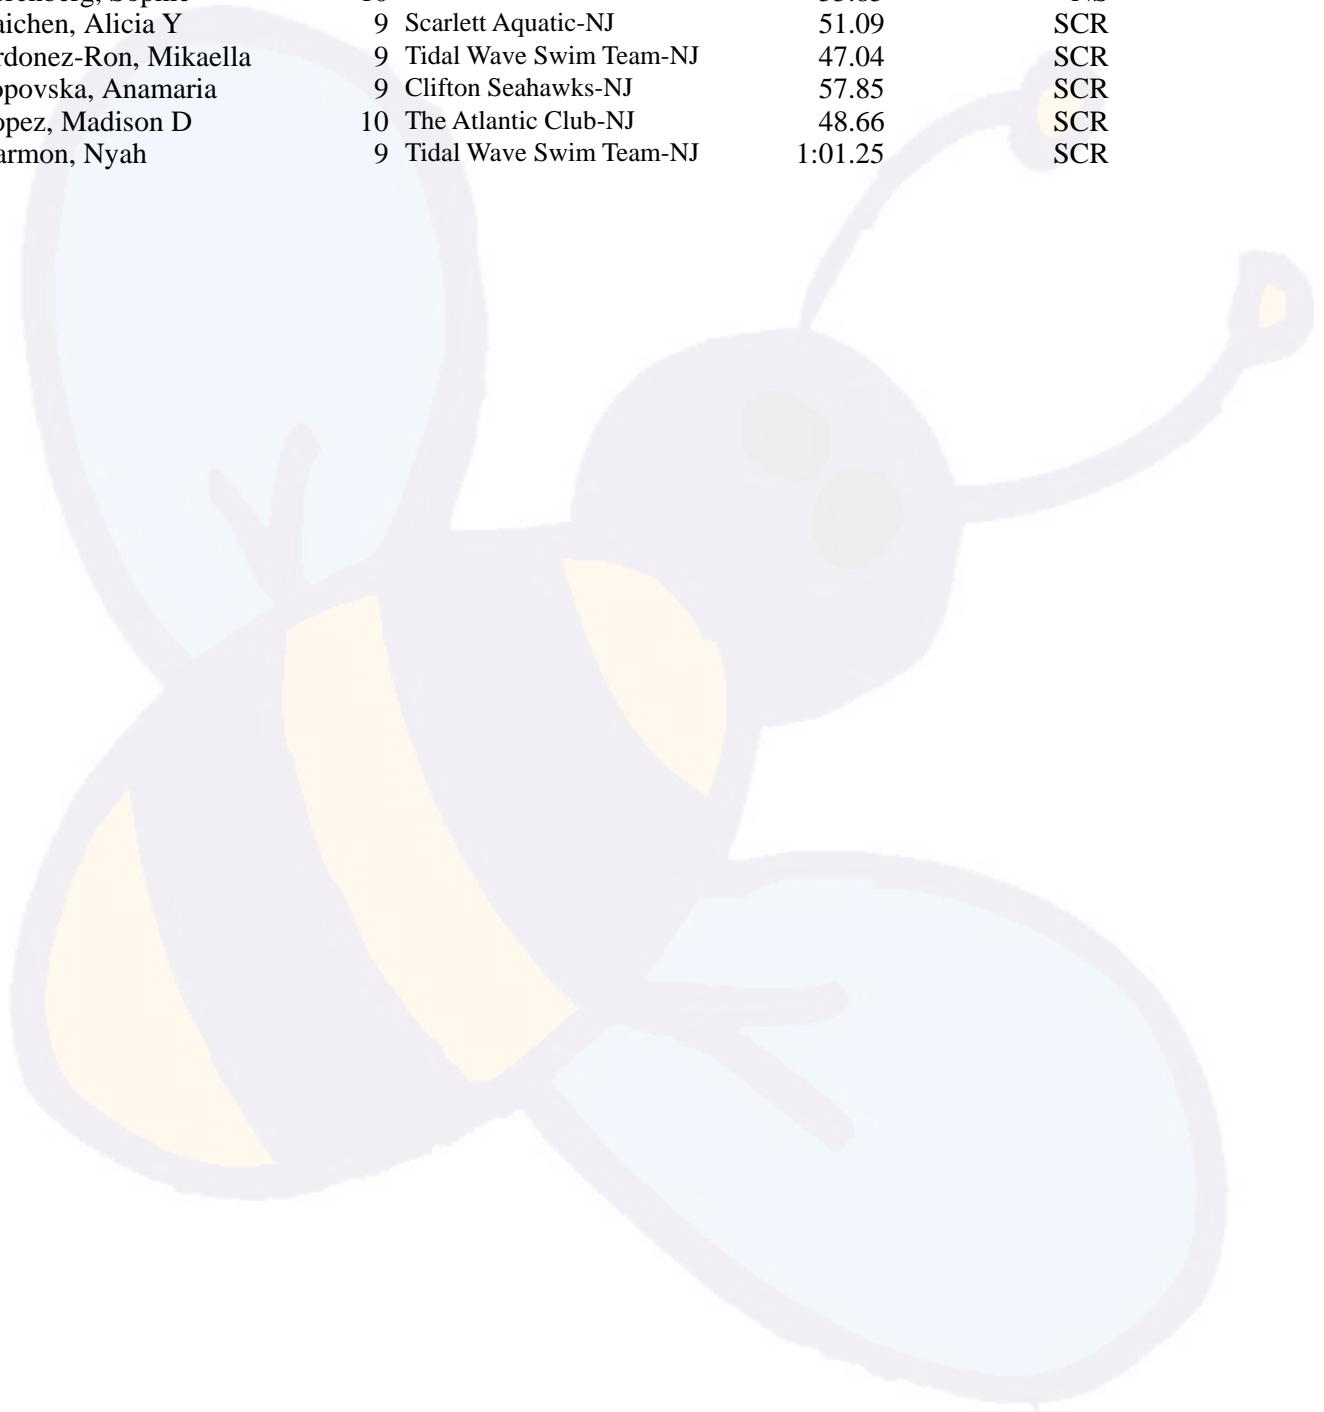 10 NS
aichen, Alicia Y 9 Scarlett Aquatic-NJ 51.09 SCR
rdonez-Ron, Mikaella 9 Tidal Wave Swim Team-NJ 47.04 SCR
opovska, Anamaria 9 Clifton Seahawks-NJ 57.85 SCR
opez, Madison D 10 The Atlantic Club-NJ 48.66 SCR
armon, Nyah 9 Tidal Wave Swim Team-NJ 1:01.25 SCR